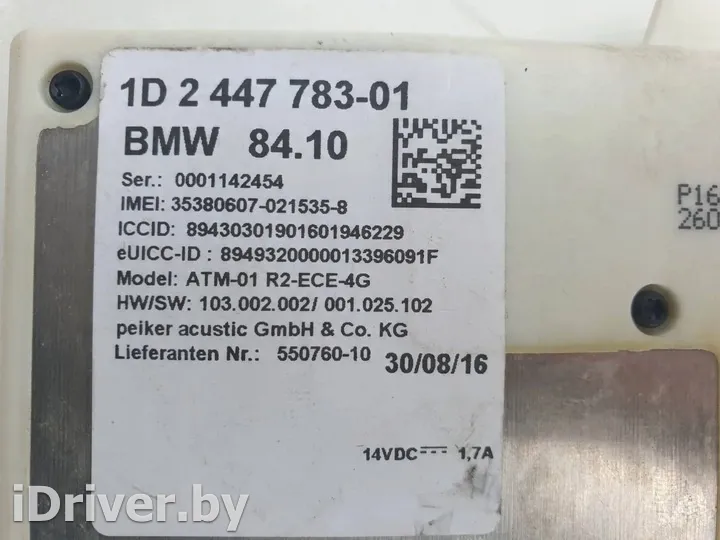 1D 2 447 783-01
BMW 84.10
Ser.: 0001142454
IMEI: 35380607-021535-8
ICCID: 89430301901601946229
eUICC-ID : 8949320000013396091F
Model: ATM-01 R2-ECE-4G
HW/SW: 103.002.002/ 001.025.102
peiker acustic GmbH & Co. KG
Lieferanten Nr.: 550760-10
30/08/16
14VDC⎓ 1,7A
P16
260
iDriver.by